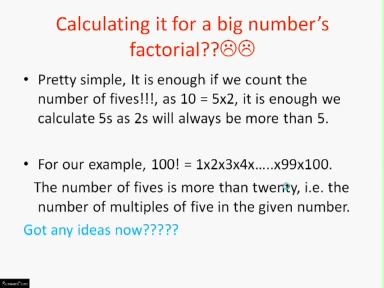 Calculating it for a big number's
factorial??☹☹
• Pretty simple, It is enough if we count the
number of fives!!!, as 10 = 5x2, it is enough we
calculate 5s as 2s will always be more than 5.
• For our example, 100! = 1x2x3x4x…..x99x100.
The number of fives is more than twenty, i.e. the
number of multiples of five in the given number.
Got any ideas now?????